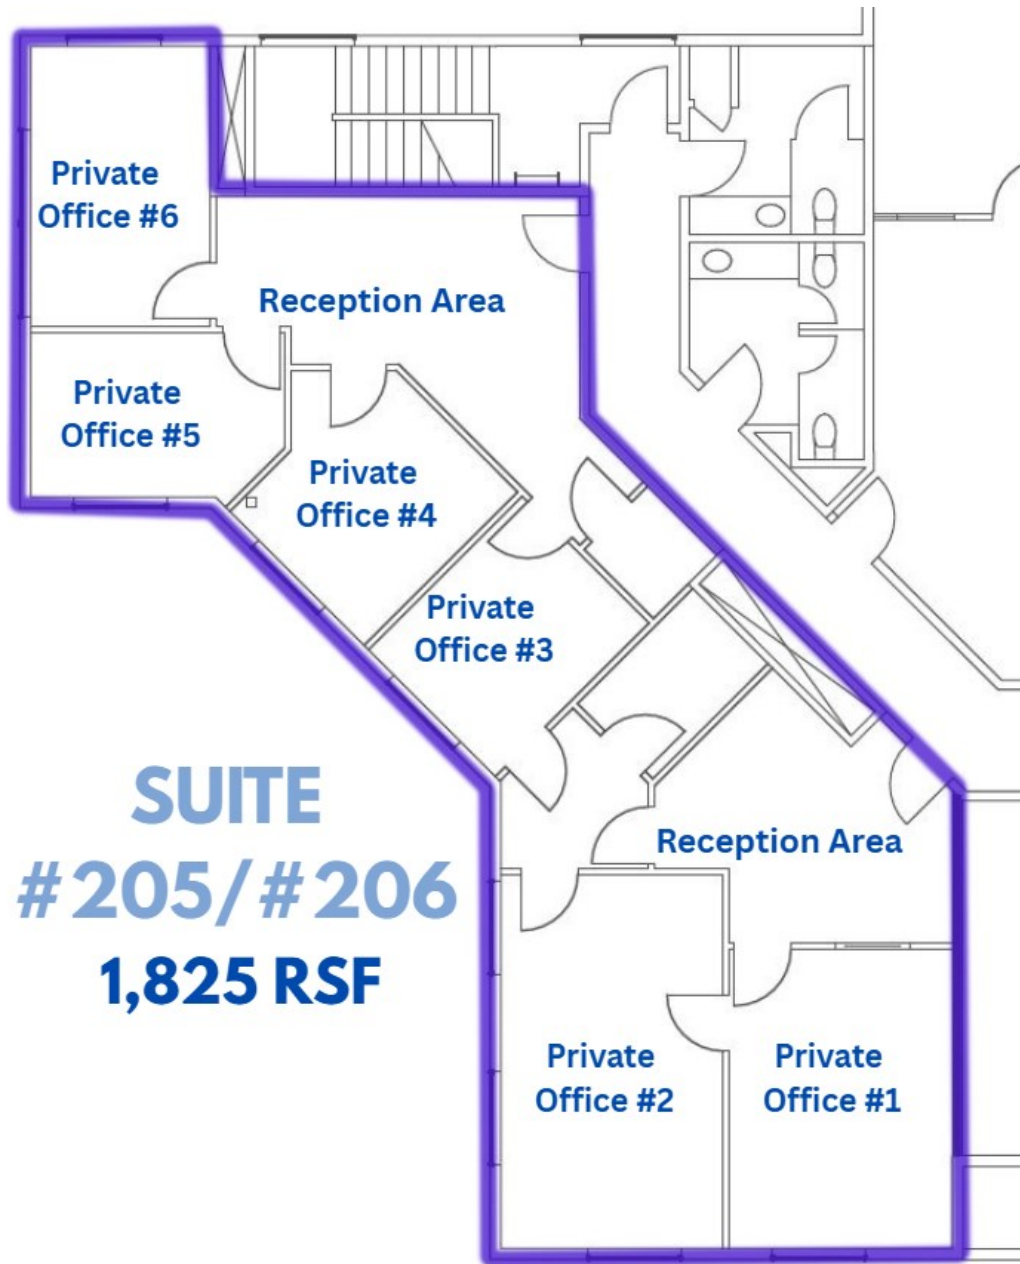 Private
Office #6
Reception Area
Private
Office #5
Private
Office #4
Private
Office #3
SUITE
#205/#206
1,825 RSF
Reception Area
Private
Office #2
Private
Office #1